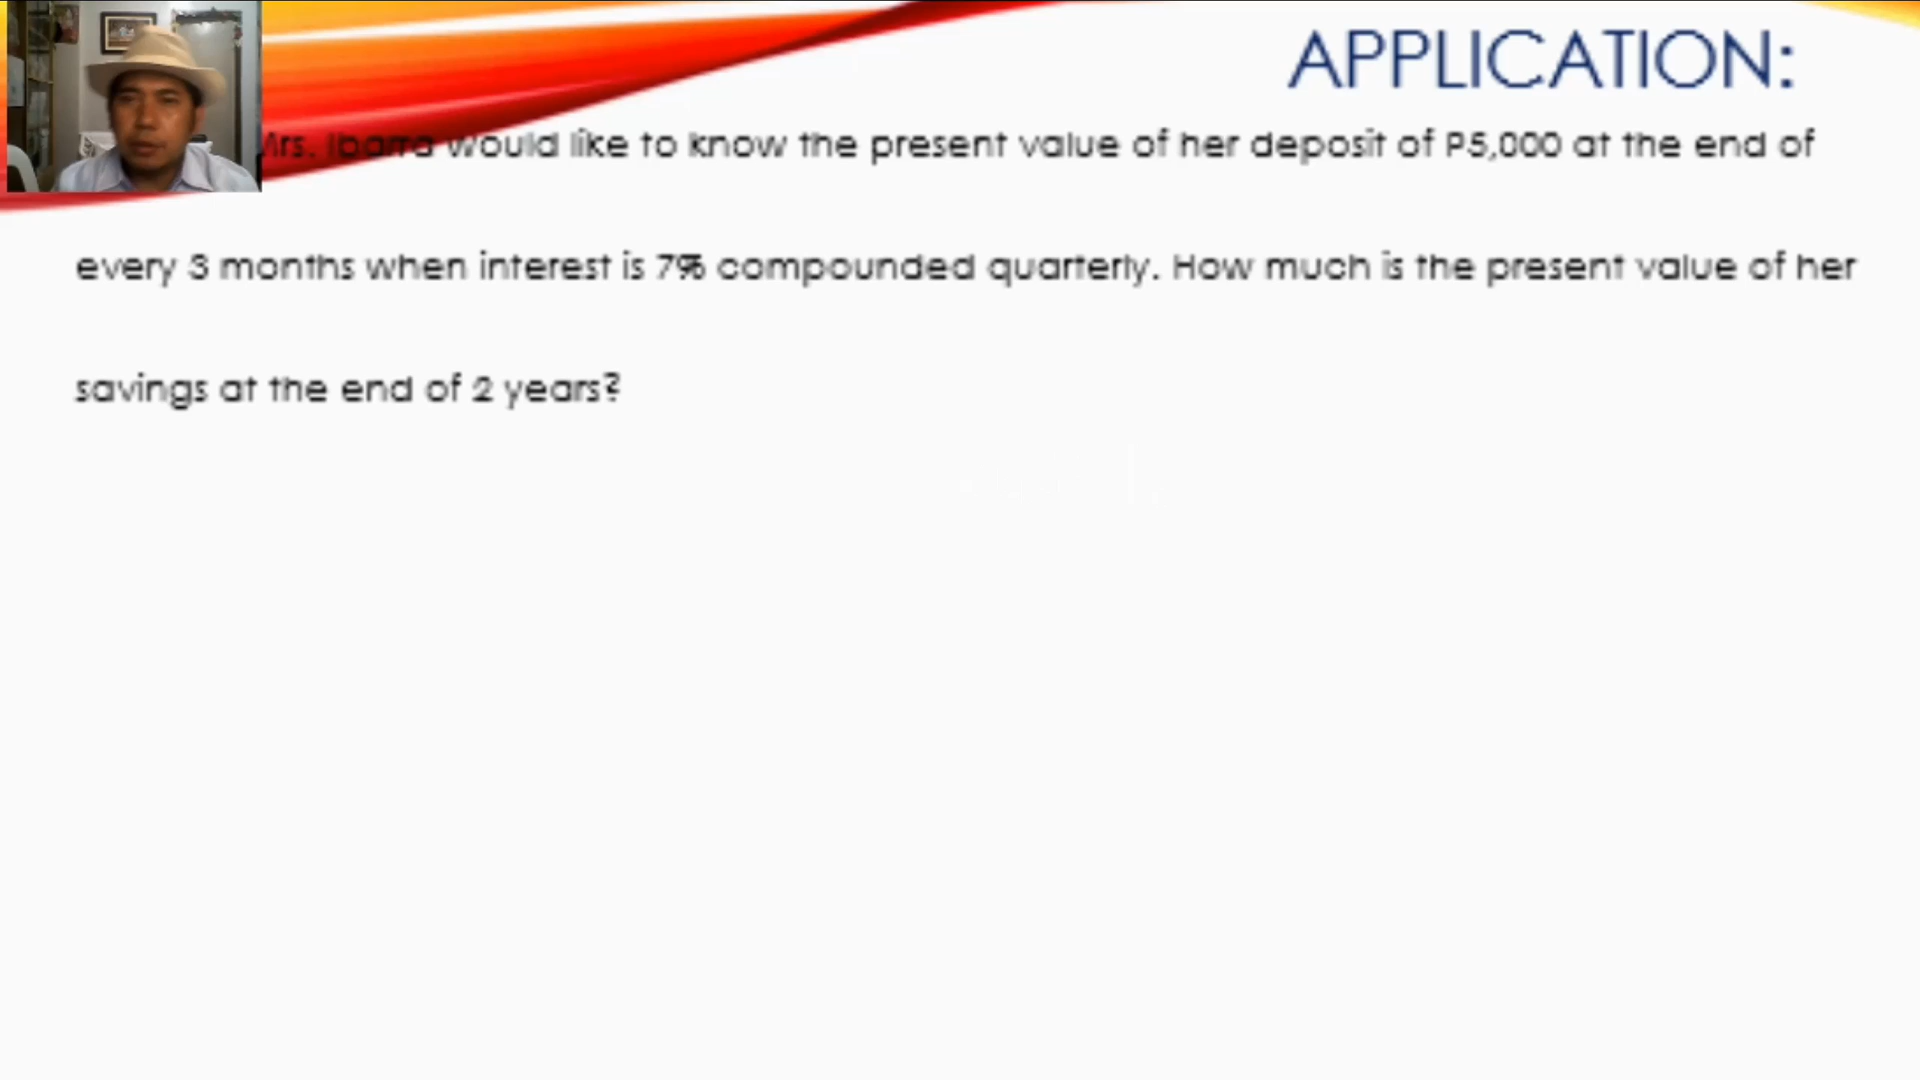 APPLICATION:
Mrs. Ibarra would like to know the present value of her deposit of P5,000 at the end of
every 3 months when interest is 7% compounded quarterly. How much is the present value of her
savings at the end of 2 years?